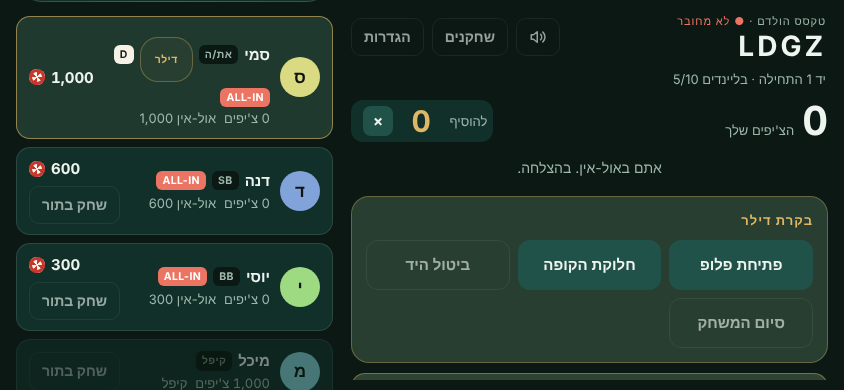 טקסס הולדם · ● לא מחובר
LDGZ
יד 1 התחילה · בליינדים 5/10
שחקנים
הגדרות
0 הצ'יפים שלך
להוסיף 0 ×
אתם באול-אין. בהצלחה.
בקרת דילר
פתיחת פלופ
חלוקת הקופה
ביטול היד
סיום המשחק
ס
סמי את/ה דילר D
ALL-IN
0 צ'יפים אול-אין 1,000
1,000
ד
דנה SB ALL-IN
0 צ'יפים אול-אין 600
600
שחק בתור
י
יוסי BB ALL-IN
0 צ'יפים אול-אין 300
300
שחק בתור
מ
מיכל קיפל
1,000 צ'יפים קיפל
שחק בתור